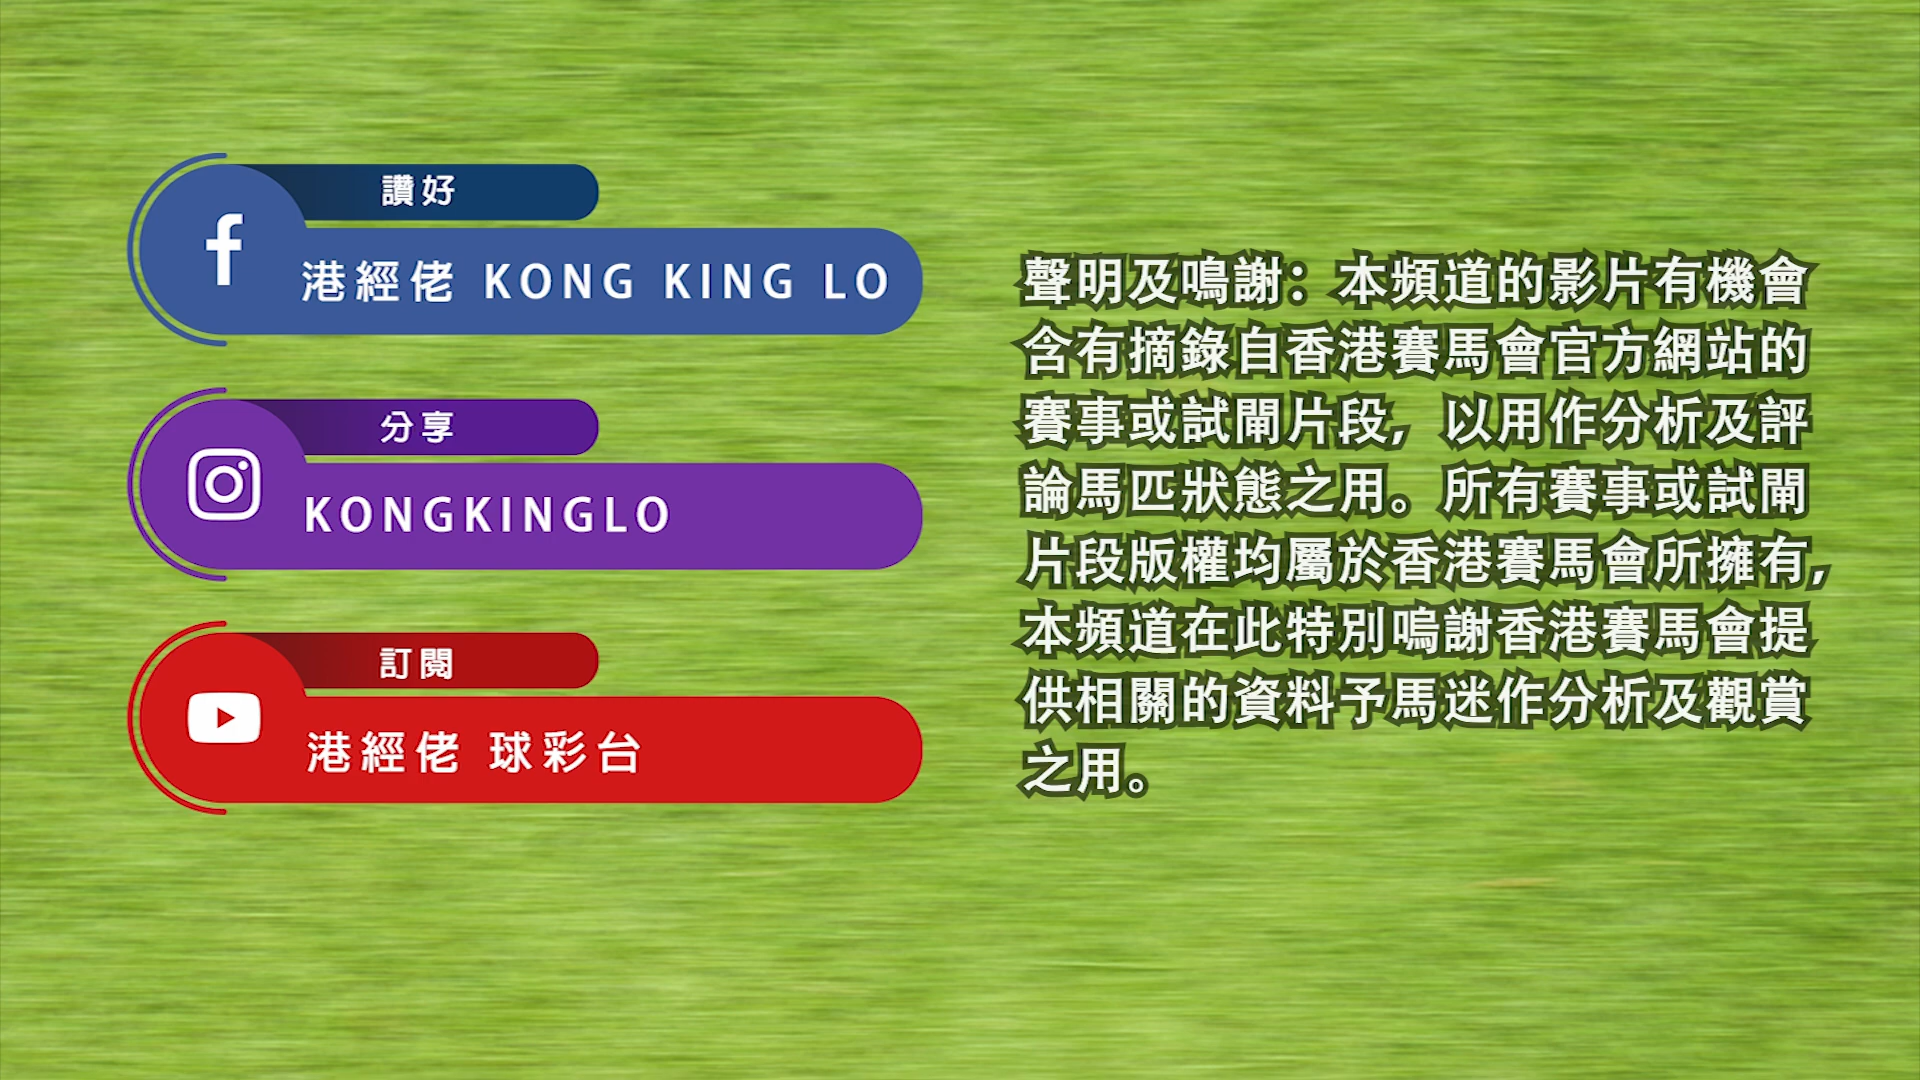 讚好
港經佬 KONG KING LO
分享
KONGKINGLO
訂閱
港經佬 球彩台
聲明及鳴謝：本頻道的影片有機會
含有摘錄自香港賽馬會官方網站的
賽事或試閘片段，以用作分析及評
論馬匹狀態之用。所有賽事或試閘
片段版權均屬於香港賽馬會所擁有，
本頻道在此特別嗚謝香港賽馬會提
供相關的資料予馬迷作分析及觀賞
之用。